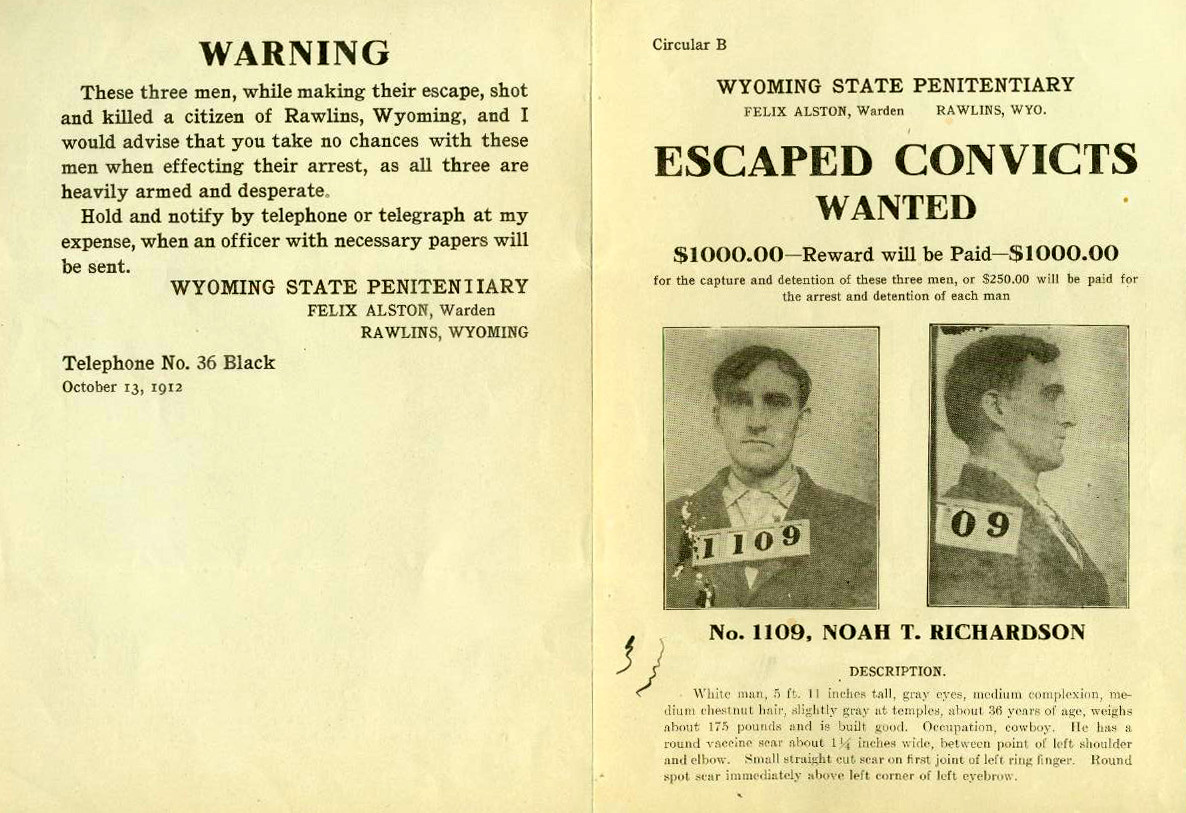 WARNING
These three men, while making their escape, shot
and killed a citizen of Rawlins, Wyoming, and I
would advise that you take no chances with these
men when effecting their arrest, as all three are
heavily armed and desperate.
Hold and notify by telephone or telegraph at my
expense, when an officer with necessary papers will
be sent.
WYOMING STATE PENITENIIARY
FELIX ALSTON, Warden
RAWLINS, WYOMING
Telephone No. 36 Black
October 13, 1912
Circular B
WYOMING STATE PENITENTIARY
FELIX ALSTON, Warden RAWLINS, WYO.
ESCAPED CONVICTS
WANTED
$1000.00—Reward will be Paid—$1000.00
for the capture and detention of these three men, or $250.00 will be paid for
the arrest and detention of each man
1109
09
No. 1109, NOAH T. RICHARDSON
DESCRIPTION.
White man, 5 ft. 11 inches tall, gray eyes, medium complexion, me-
dium chestnut hair, slightly gray at temples, about 36 years of age, weighs
about 175 pounds and is built good. Occupation, cowboy. He has a
round vaccine scar about 1¼ inches wide, between point of left shoulder
and elbow. Small straight cut scar on first joint of left ring finger. Round
spot scar immediately above left corner of left eyebrow.